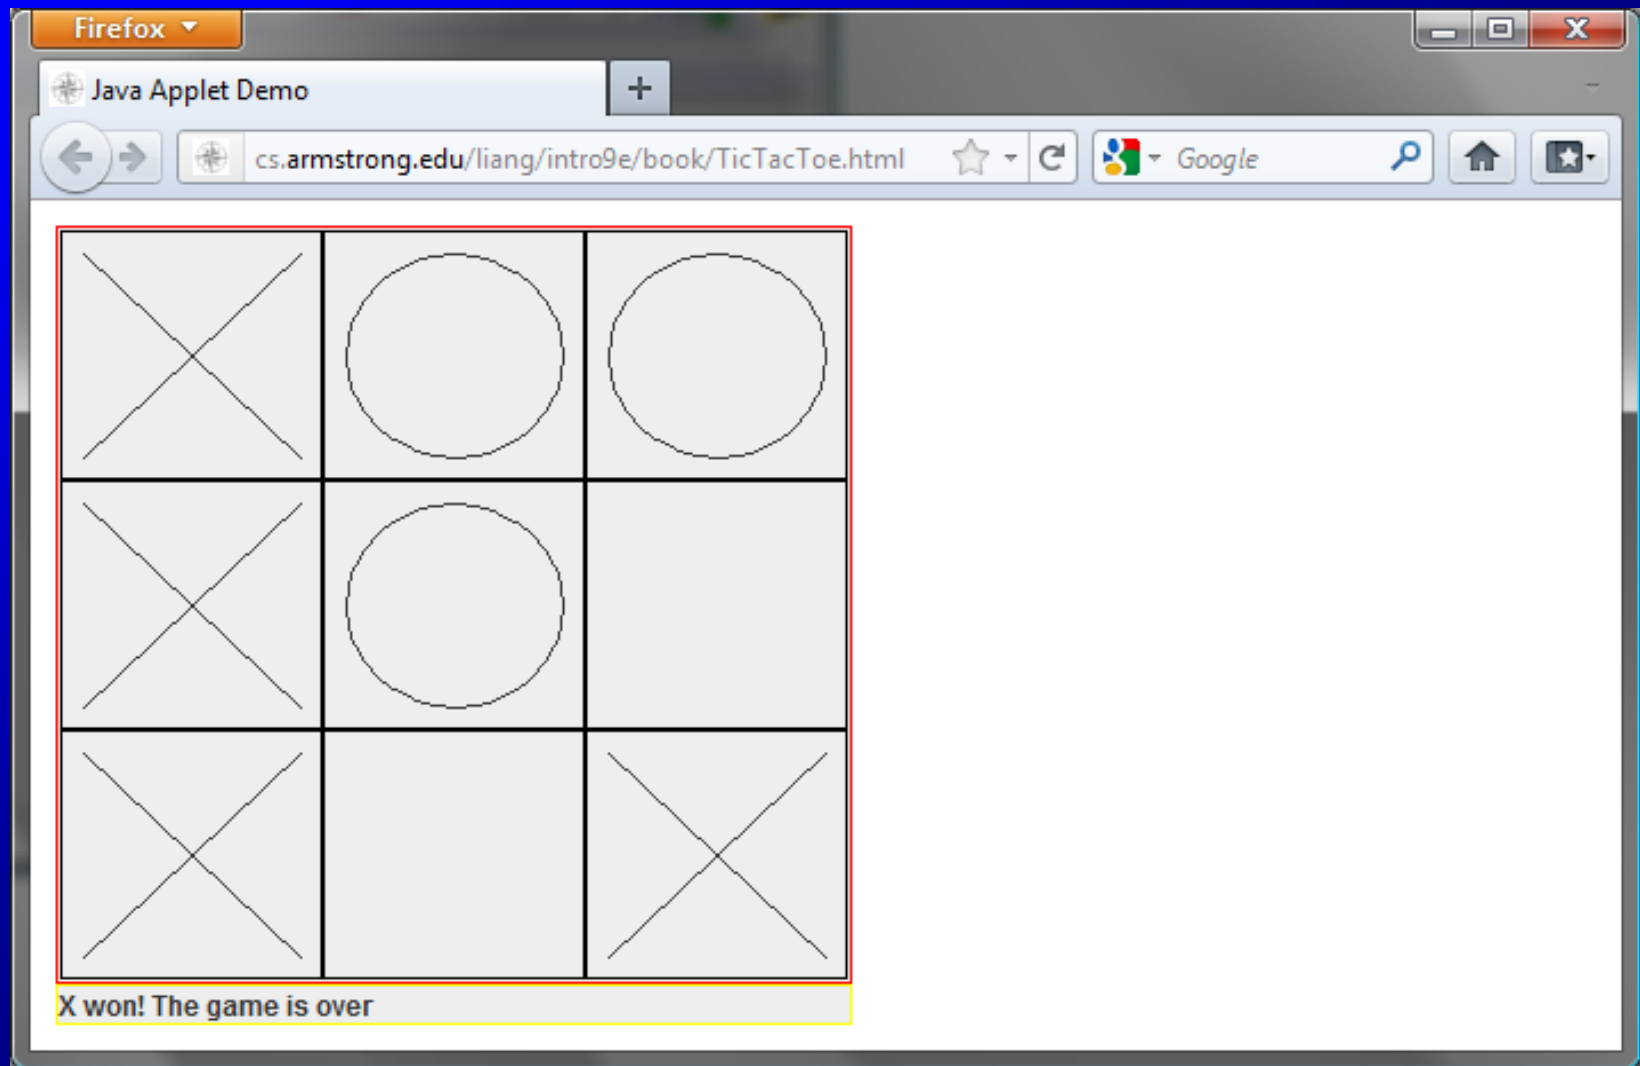 Firefox
Java Applet Demo
cs.armstrong.edu/liang/intro9e/book/TicTacToe.html
Google
X won! The game is over